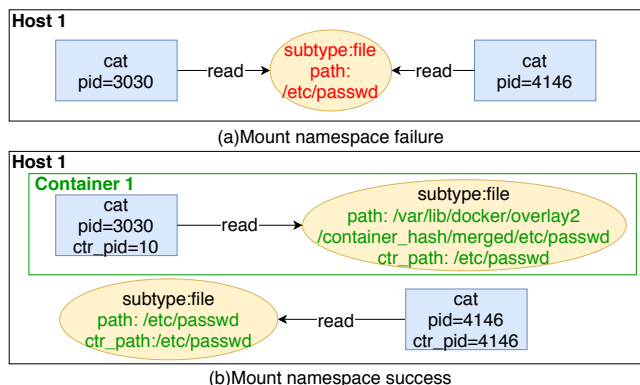 Host 1
cat
pid=3030
read
subtype:file
path:
/etc/passwd
read
cat
pid=4146
(a)Mount namespace failure
Host 1
Container 1
cat
pid=3030
ctr_pid=10
read
subtype:file
path: /var/lib/docker/overlay2
/container_hash/merged/etc/passwd
ctr_path: /etc/passwd
subtype:file
path: /etc/passwd
ctr_path:/etc/passwd
read
cat
pid=4146
ctr_pid=4146
(b)Mount namespace success